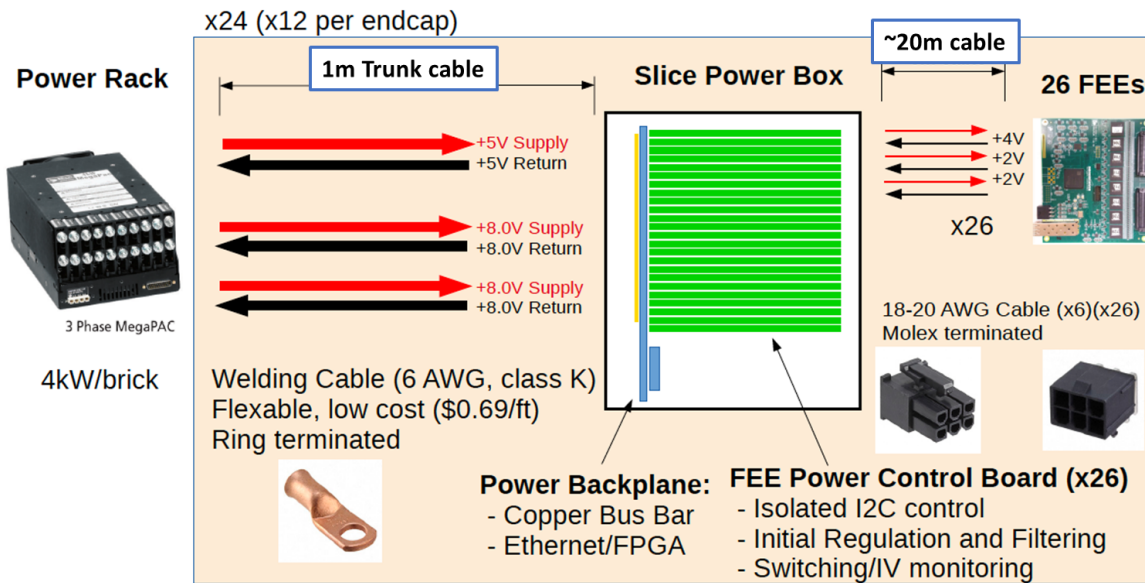 x24 (x12 per endcap)
Power Rack
1m Trunk cable
Slice Power Box
~20m cable
26 FEEs
+5V Supply
+5V Return
+8.0V Supply
+8.0V Return
+8.0V Supply
+8.0V Return
+4V
+2V
+2V
x26
3 Phase MegaPAC
4kW/brick
Welding Cable (6 AWG, class K)
Flexable, low cost ($0.69/ft)
Ring terminated
18-20 AWG Cable (x6)(x26)
Molex terminated
Power Backplane:
- Copper Bus Bar
- Ethernet/FPGA
FEE Power Control Board (x26)
- Isolated I2C control
- Initial Regulation and Filtering
- Switching/IV monitoring